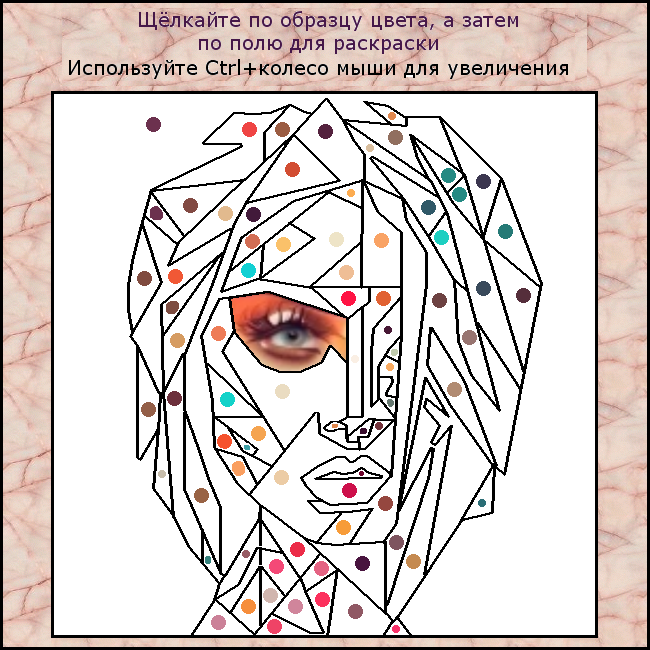 Щёлкайте по образцу цвета, а затем
по полю для раскраски
Используйте Ctrl+колесо мыши для увеличения